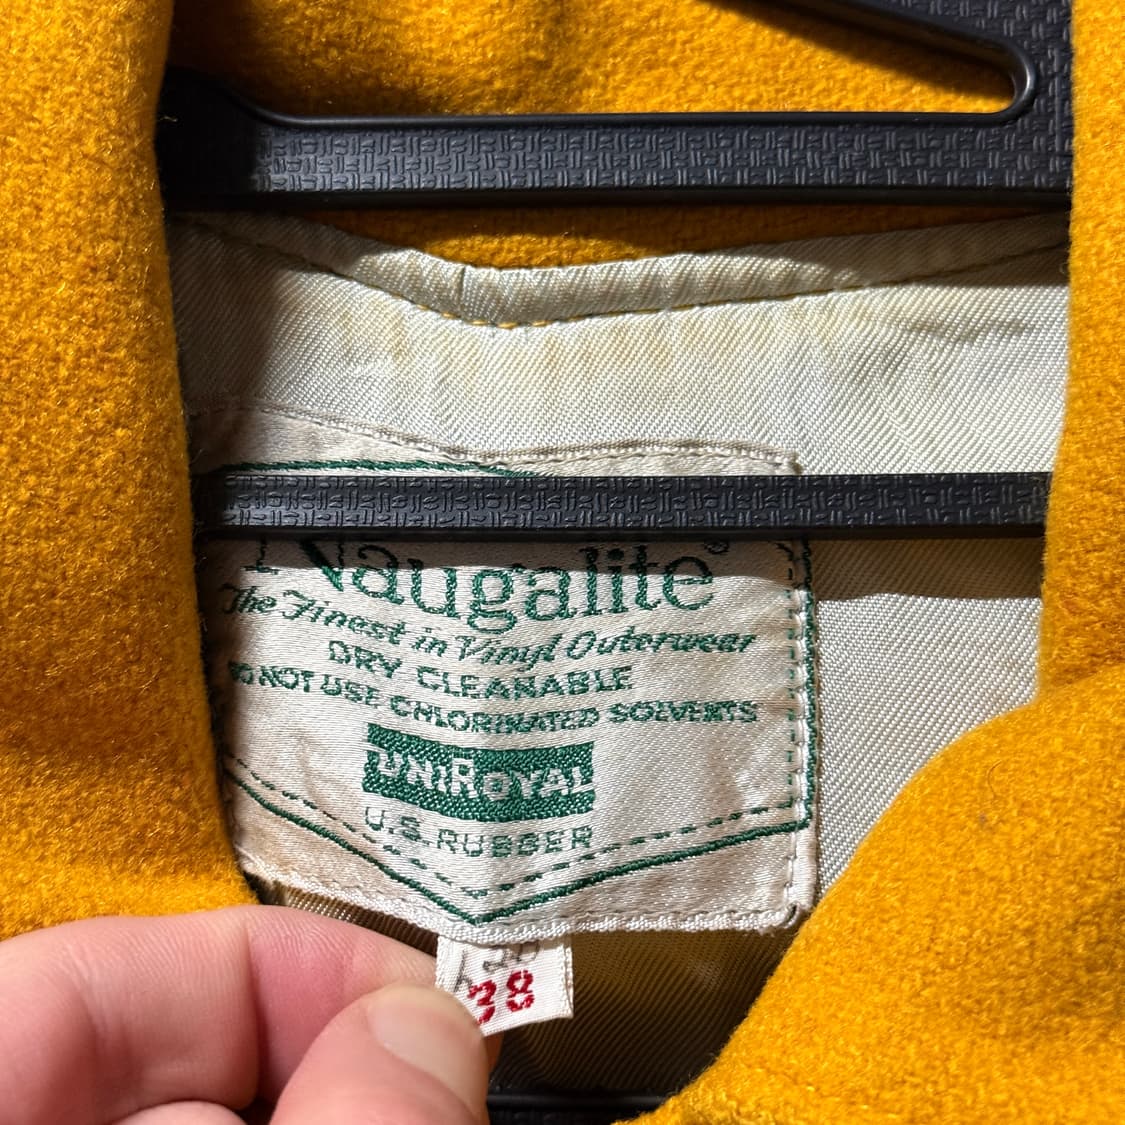 Naugalite®
The Finest in Vinyl Outerwear
DRY CLEANABLE
DO NOT USE CHLORINATED SOLVENTS
UNIROYAL
U.S. RUBBER
38